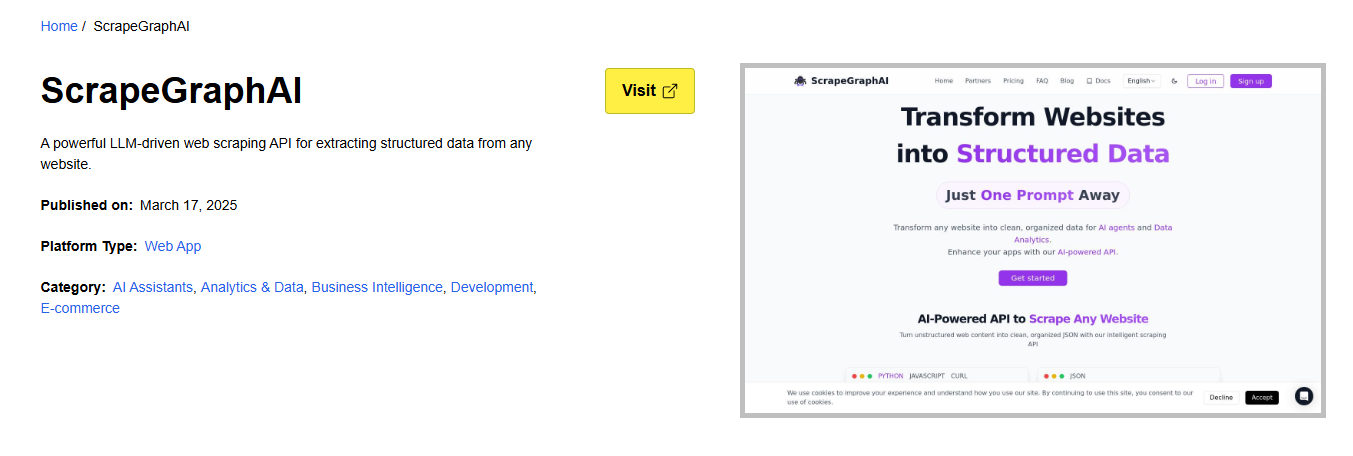 Home / ScrapeGraphAI
ScrapeGraphAI
Visit
A powerful LLM-driven web scraping API for extracting structured data from any
website.
Published on: March 17, 2025
Platform Type: Web App
Category: AI Assistants, Analytics & Data, Business Intelligence, Development,
E-commerce
ScrapeGraphAI Home Partners Pricing FAQ Blog Docs English Log in Sign up
Transform Websites
into Structured Data
Just One Prompt Away
Transform any website into clean, organized data for AI agents and Data
Analytics.
Enhance your apps with our AI-powered API.
Get started
AI-Powered API to Scrape Any Website
Turn unstructured web content into clean, organized JSON with our intelligent scraping
API
PYTHON JAVASCRIPT CURL JSON
We use cookies to improve your experience and understand how you use our site. By continuing to use this site, you consent to our
use of cookies.
Decline Accept